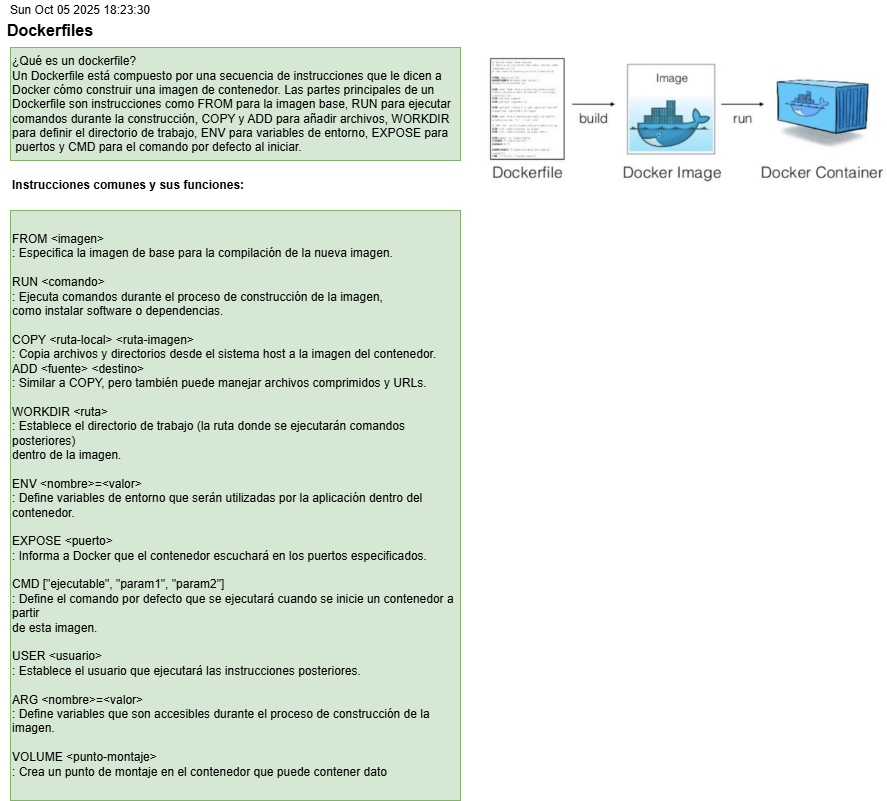 Sun Oct 05 2025 18:23:30
Dockerfiles
¿Qué es un dockerfile?
Un Dockerfile está compuesto por una secuencia de instrucciones que le dicen a
Docker cómo construir una imagen de contenedor. Las partes principales de un
Dockerfile son instrucciones como FROM para la imagen base, RUN para ejecutar
comandos durante la construcción, COPY y ADD para añadir archivos, WORKDIR
para definir el directorio de trabajo, ENV para variables de entorno, EXPOSE para
puertos y CMD para el comando por defecto al iniciar.
Image
build
run
Dockerfile
Docker Image
Docker Container
Instrucciones comunes y sus funciones:
FROM <imagen>
: Especifica la imagen de base para la compilación de la nueva imagen.
RUN <comando>
: Ejecuta comandos durante el proceso de construcción de la imagen,
como instalar software o dependencias.
COPY <ruta-local> <ruta-imagen>
: Copia archivos y directorios desde el sistema host a la imagen del contenedor.
ADD <fuente> <destino>
: Similar a COPY, pero también puede manejar archivos comprimidos y URLs.
WORKDIR <ruta>
: Establece el directorio de trabajo (la ruta donde se ejecutarán comandos
posteriores)
dentro de la imagen.
ENV <nombre>=<valor>
: Define variables de entorno que serán utilizadas por la aplicación dentro del
contenedor.
EXPOSE <puerto>
: Informa a Docker que el contenedor escuchará en los puertos especificados.
CMD ["ejecutable", "param1", "param2"]
: Define el comando por defecto que se ejecutará cuando se inicie un contenedor a
partir
de esta imagen.
USER <usuario>
: Establece el usuario que ejecutará las instrucciones posteriores.
ARG <nombre>=<valor>
: Define variables que son accesibles durante el proceso de construcción de la
imagen.
VOLUME <punto-montaje>
: Crea un punto de montaje en el contenedor que puede contener dato